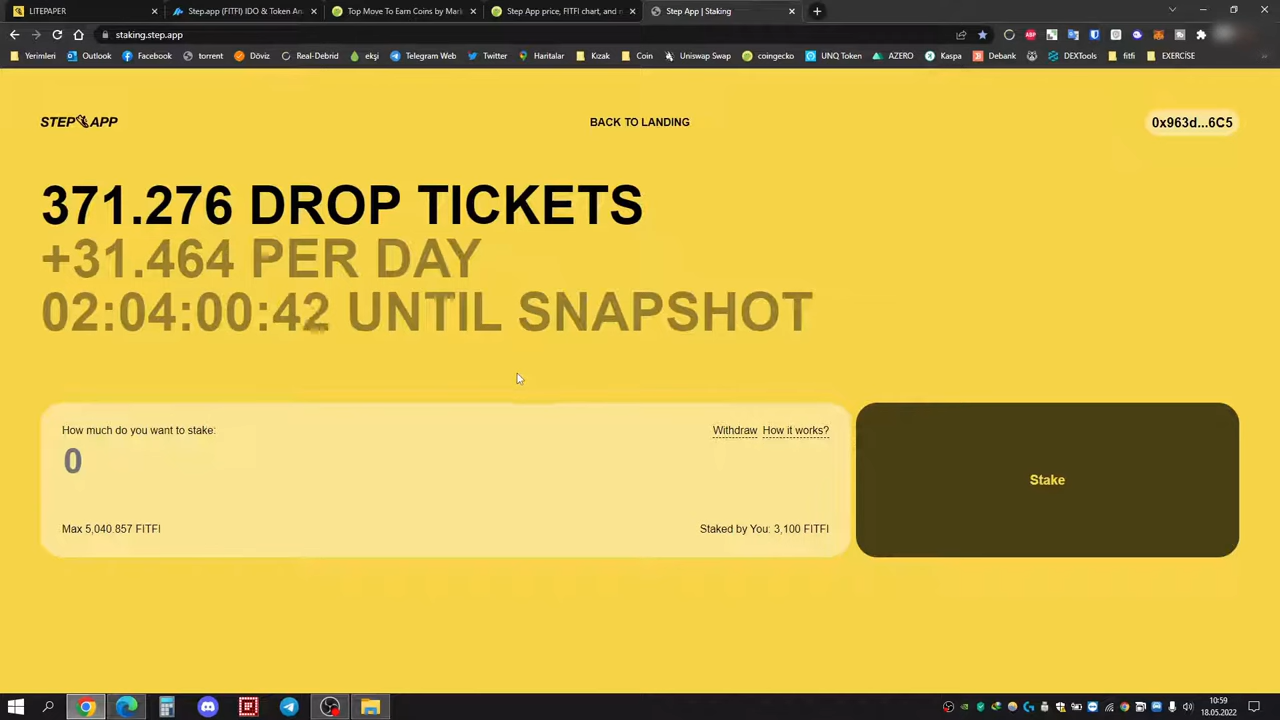 LITEPAPER
Step.app (FITFI) IDO & Token An
Top Move To Earn Coins by Mark
Step App price, FITFI chart, and m
Step App | Staking
staking.step.app
Yerimleri
Outlook
Facebook
torrent
Döviz
Real-Debrid
ekşi
Telegram Web
Twitter
Haritalar
Kızak
Coin
Uniswap Swap
coingecko
UNQ Token
AZERO
Kaspa
Debank
DEXTools
fitfi
EXERCİSE
STEP APP
BACK TO LANDING
0x963d...6C5
371.276 DROP TICKETS
+31.464 PER DAY
02:04:00:42 UNTIL SNAPSHOT
How much do you want to stake:
Withdraw How it works?
0
Stake
Max 5,040.857 FITFI
Staked by You: 3,100 FITFI
10:59
18.05.2022